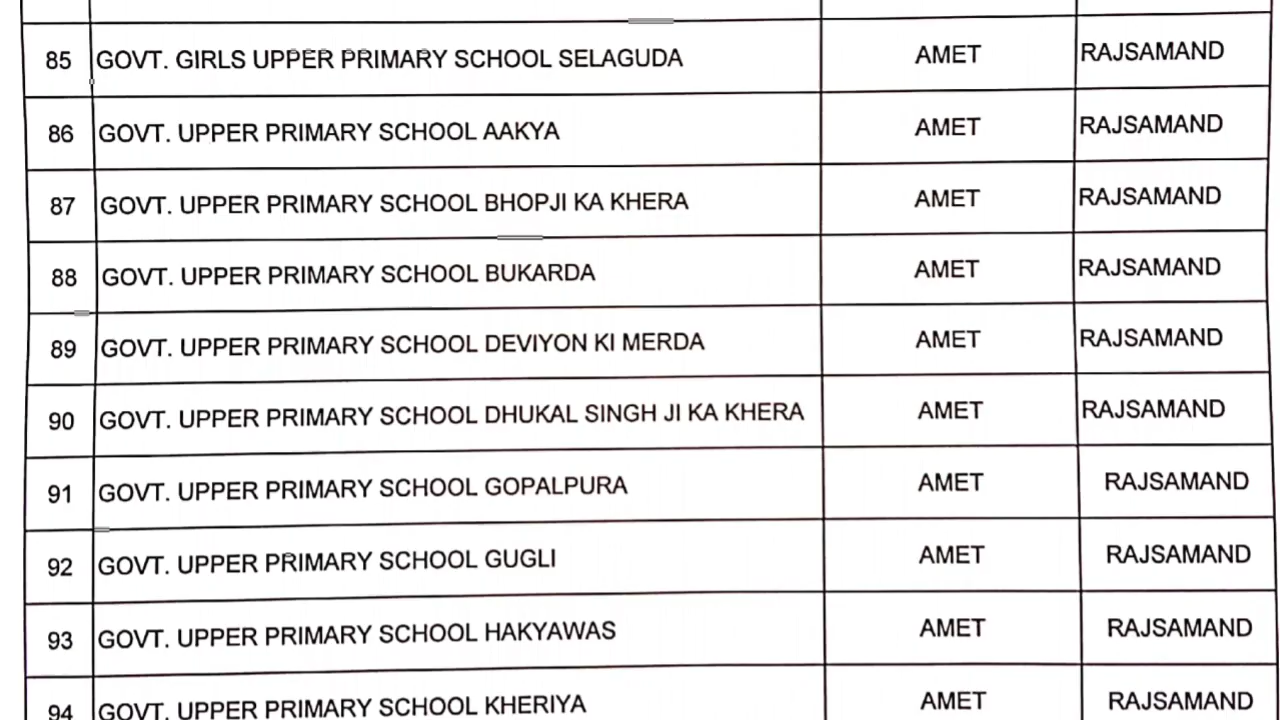 85 GOVT. GIRLS UPPER PRIMARY SCHOOL SELAGUDA AMET RAJSAMAND
86 GOVT. UPPER PRIMARY SCHOOL AAKYA AMET RAJSAMAND
87 GOVT. UPPER PRIMARY SCHOOL BHOPJI KA KHERA AMET RAJSAMAND
88 GOVT. UPPER PRIMARY SCHOOL BUKARDA AMET RAJSAMAND
89 GOVT. UPPER PRIMARY SCHOOL DEVIYON KI MERDA AMET RAJSAMAND
90 GOVT. UPPER PRIMARY SCHOOL DHUKAL SINGH JI KA KHERA AMET RAJSAMAND
91 GOVT. UPPER PRIMARY SCHOOL GOPALPURA AMET RAJSAMAND
92 GOVT. UPPER PRIMARY SCHOOL GUGLI AMET RAJSAMAND
93 GOVT. UPPER PRIMARY SCHOOL HAKYAWAS AMET RAJSAMAND
94 GOVT. UPPER PRIMARY SCHOOL KHERIYA AMET RAJSAMAND